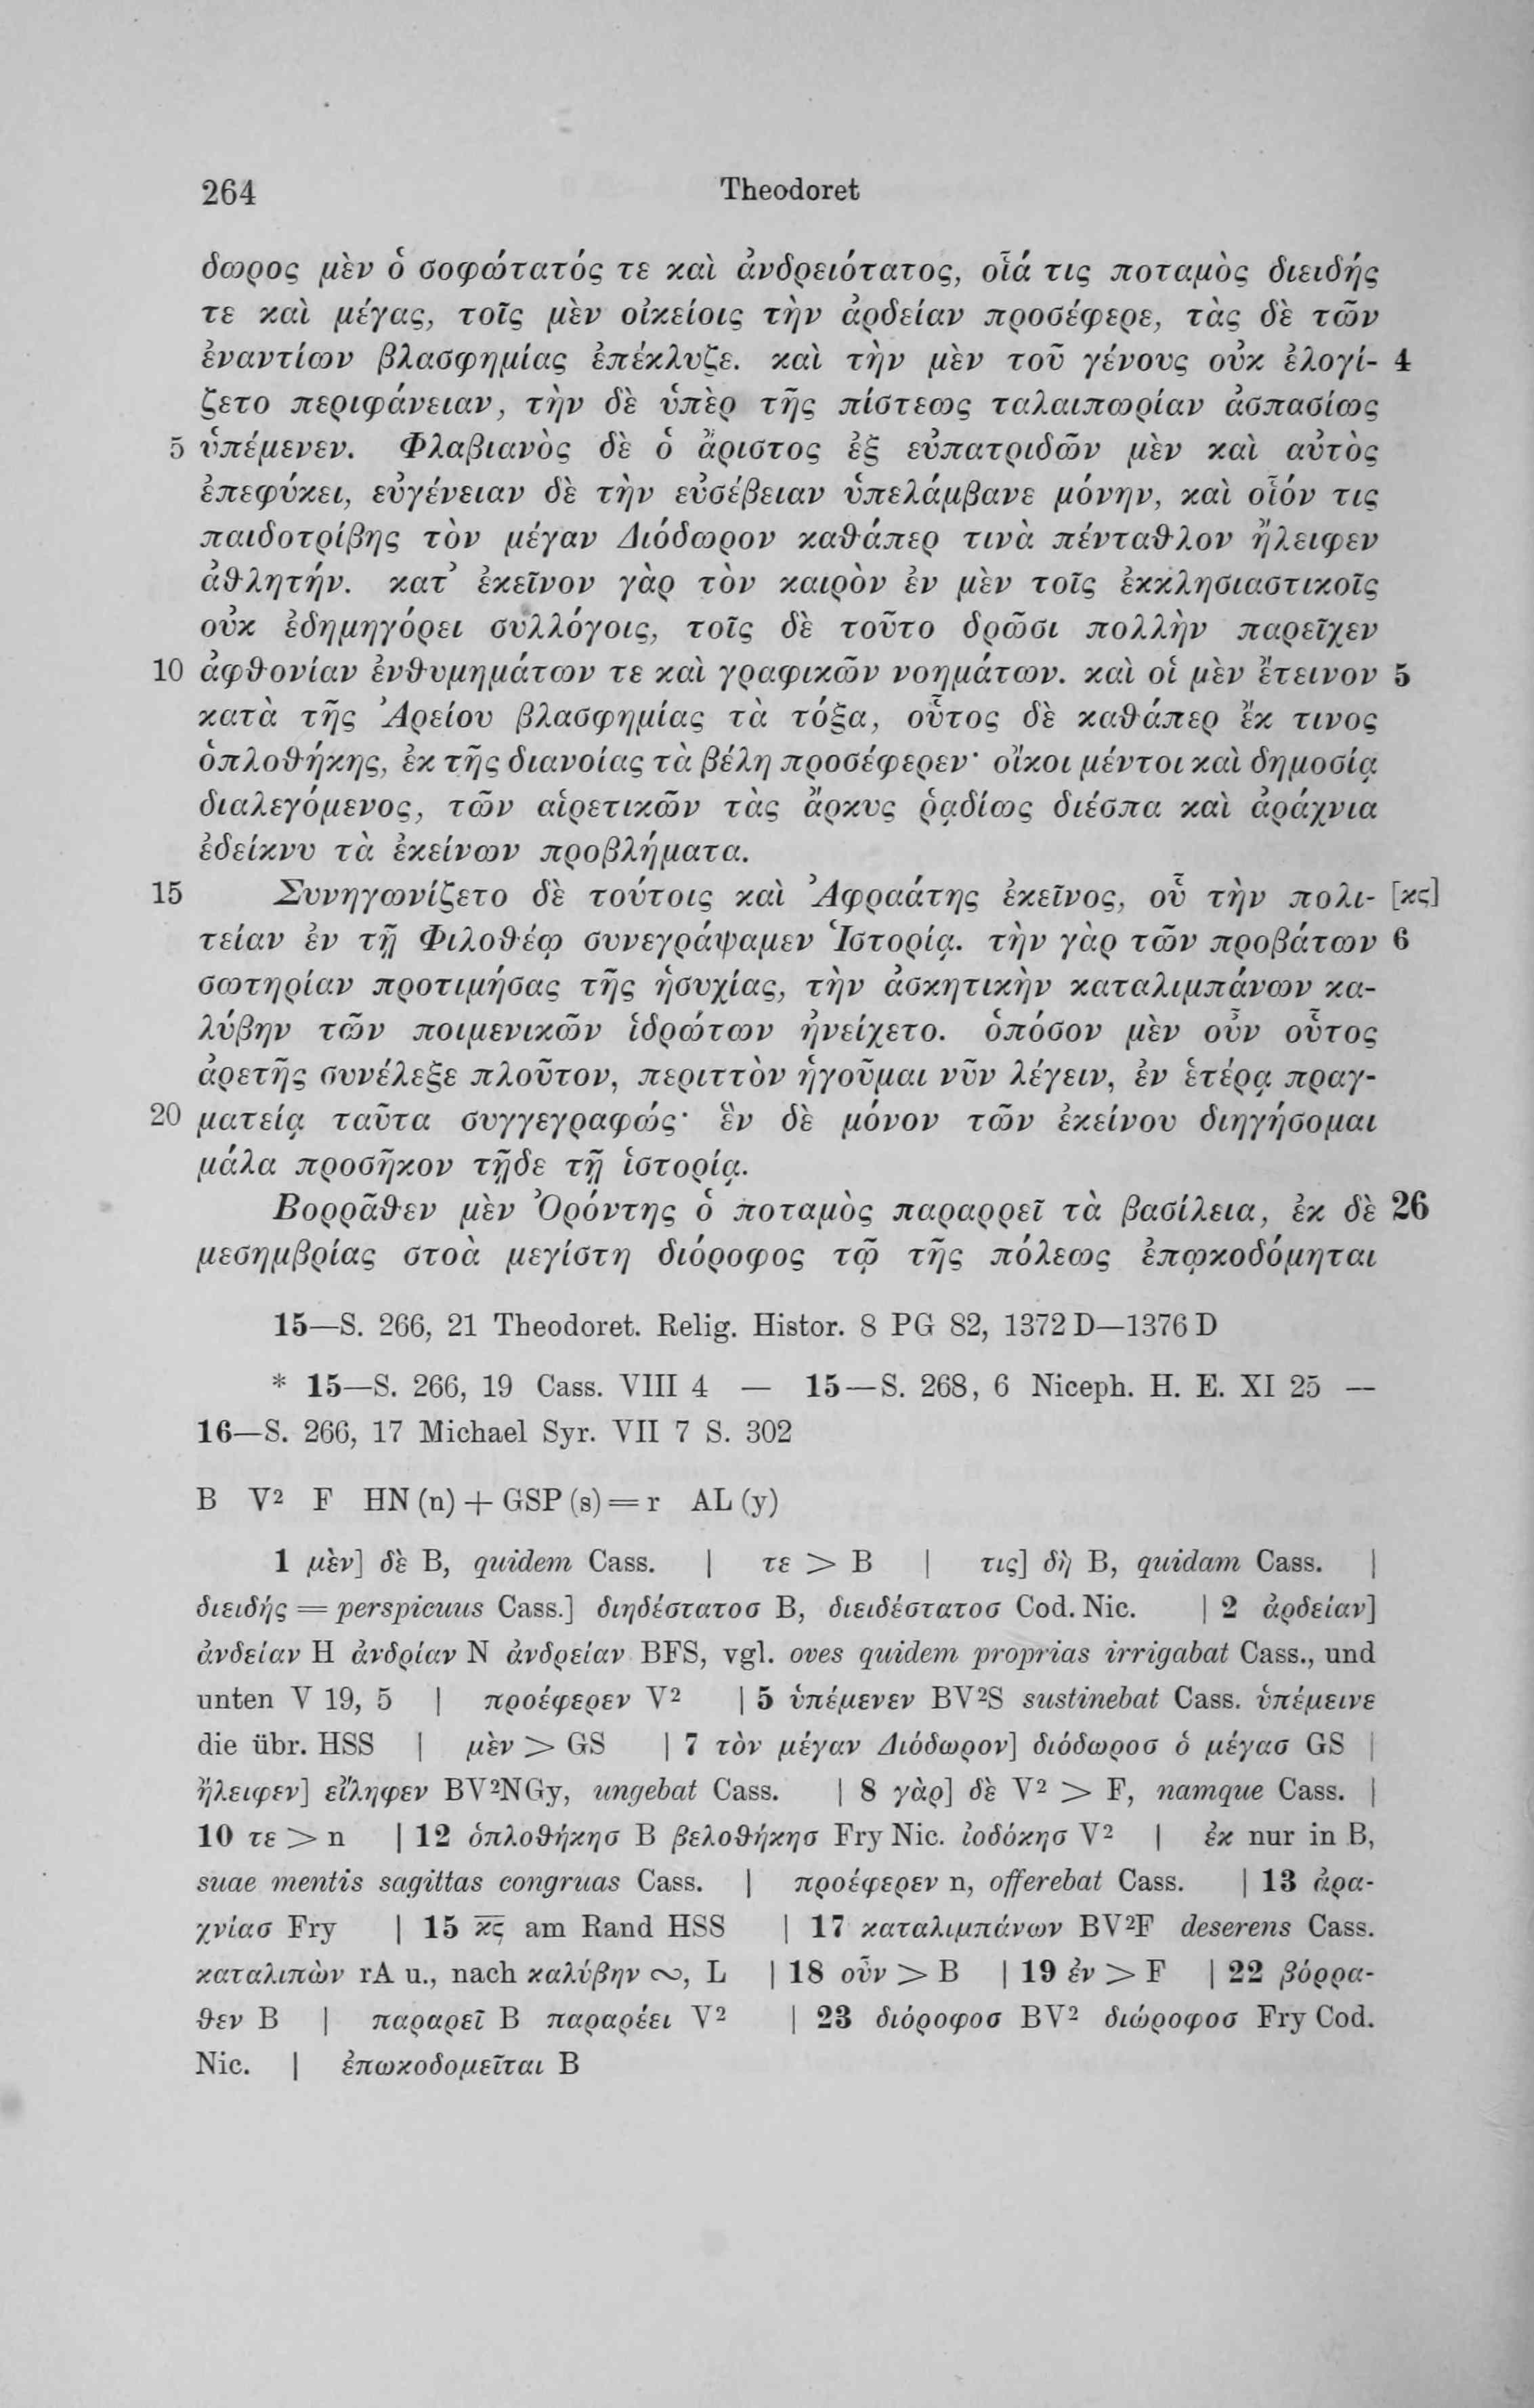 264 Theodoret
δωρος μὲν ὁ σοφώτατός τε καὶ ἀνδρειότατος, οἷά τις ποταμὸς διειδής
τε καὶ μέγας, τοῖς μὲν οἰκείοις τὴν ἀρδείαν προσέφερε, τὰς δὲ τῶν
ἐναντίων βλασφημίας ἐπέκλυζε. καὶ τὴν μὲν τοῦ γένους οὐκ ἐλογί- 4
ζετο περιφάνειαν, τὴν δὲ ὑπὲρ τῆς πίστεως ταλαιπωρίαν ἀσπασίως
5 ὑπέμενεν. Φλαβιανὸς δὲ ὁ ἄριστος ἐξ εὐπατριδῶν μὲν καὶ αὐτὸς
ἐπεφύκει, εὐγένειαν δὲ τὴν εὐσέβειαν ὑπελάμβανε μόνην, καὶ οἷόν τις
παιδοτρίβης τὸν μέγαν Διόδωρον καθάπερ τινὰ πένταθλον ἤλειφεν
ἀθλητήν. κατ' ἐκεῖνον γὰρ τὸν καιρὸν ἐν μὲν τοῖς ἐκκλησιαστικοῖς
οὐκ ἐδημηγόρει συλλόγοις, τοῖς δὲ τοῦτο δρῶσι πολλὴν παρεῖχεν
10 ἀφθονίαν ἐνθυμημάτων τε καὶ γραφικῶν νοημάτων. καὶ οἱ μὲν ἔτεινον 5
κατὰ τῆς Ἀρείου βλασφημίας τὰ τόξα, οὗτος δὲ καθάπερ ἔκ τινος
ὁπλοθήκης, ἐκ τῆς διανοίας τὰ βέλη προσέφερεν· οἴκοι μέντοι καὶ δημοσίᾳ
διαλεγόμενος, τῶν αἱρετικῶν τὰς ἄρκυς ῥᾳδίως διέσπα καὶ ἀράχνια
ἐδείκνυ τὰ ἐκείνων προβλήματα.
15 Συνηγωνίζετο δὲ τούτοις καὶ Ἀφραάτης ἐκεῖνος, οὗ τὴν πολι- [κς]
τείαν ἐν τῇ Φιλοθέῳ συνεγράψαμεν Ἱστορίᾳ. τὴν γὰρ τῶν προβάτων 6
σωτηρίαν προτιμήσας τῆς ἡσυχίας, τὴν ἀσκητικὴν καταλιμπάνων κα-
λύβην τῶν ποιμενικῶν ἱδρώτων ἠνείχετο. ὁπόσον μὲν οὖν οὗτος
ἀρετῆς συνέλεξε πλοῦτον, περιττὸν ἡγοῦμαι νῦν λέγειν, ἐν ἑτέρᾳ πραγ-
20 ματείᾳ ταῦτα συγγεγραφώς· ἓν δὲ μόνον τῶν ἐκείνου διηγήσομαι
μάλα προσῆκον τῇδε τῇ ἱστορίᾳ.
Βορρᾶθεν μὲν Ὀρόντης ὁ ποταμὸς παραρρεῖ τὰ βασίλεια, ἐκ δὲ 26
μεσημβρίας στοὰ μεγίστη διόροφος τῷ τῆς πόλεως ἐπῳκοδόμηται
15—S. 266, 21 Theodoret. Relig. Histor. 8 PG 82, 1372 D—1376 D
* 15—S. 266, 19 Cass. VIII 4 — 15—S. 268, 6 Niceph. H. E. XI 25 —
16—S. 266, 17 Michael Syr. VII 7 S. 302
B V² F HN (n) + GSP (s) = r AL (y)
1 μὲν] δὲ B, quidem Cass. | τε > B | τις] δὴ B, quidam Cass. |
διειδής = perspicuus Cass.] διηδέστατοσ B, διειδέστατοσ Cod. Nic. | 2 ἀρδείαν]
ἀνδείαν H ἀνδρίαν N ἀνδρείαν BFS, vgl. oves quidem proprias irrigabat Cass., und
unten V 19, 5 | προέφερεν V² | 5 ὑπέμενεν BV²S sustinebat Cass. ὑπέμεινε
die übr. HSS | μὲν > GS | 7 τὸν μέγαν Διόδωρον] διόδωροσ ὁ μέγασ GS |
ἤλειφεν] εἴληφεν BV²NGy, ungebat Cass. | 8 γὰρ] δὲ V² > F, namque Cass. |
10 τε > n | 12 ὁπλοθήκησ B βελοθήκησ Fry Nic. ἰοδόκησ V² | ἐκ nur in B,
suae mentis sagittas congruas Cass. | προέφερεν n, offerebat Cass. | 13 ἀρα-
χνίασ Fry | 15 κς am Rand HSS | 17 καταλιμπάνων BV²F deserens Cass.
καταλιπὼν rA u., nach καλύβην ∾, L | 18 οὖν > B | 19 ἐν > F | 22 βόρρα-
θεν B | παραρεῖ B παραρέει V² | 23 διόροφοσ BV² διώροφοσ Fry Cod.
Nic. | ἐπωκοδομεῖται B